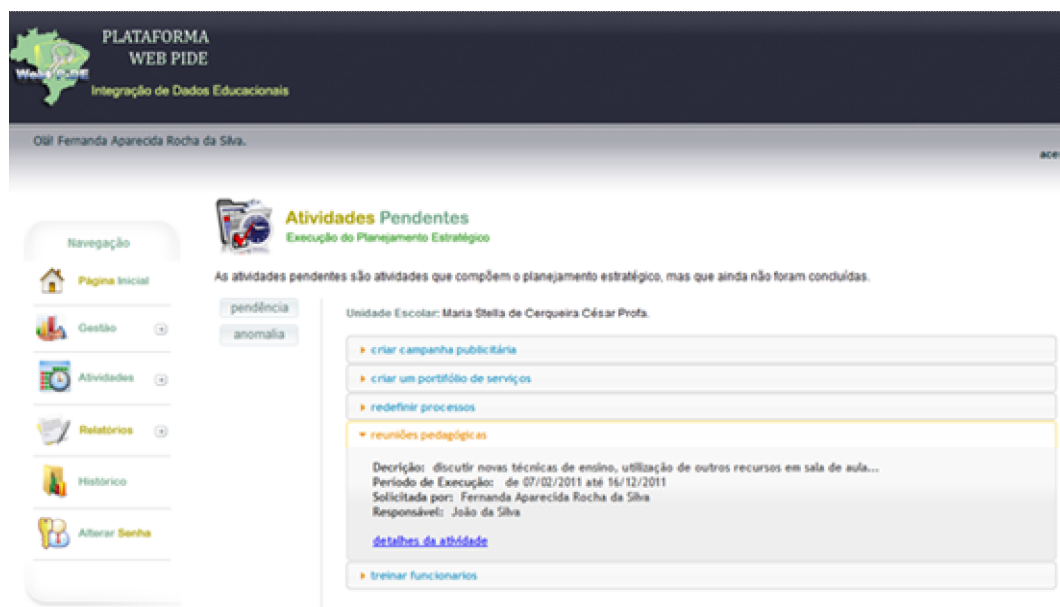 PLATAFORMA
WEB PIDE
Integração de Dados Educacionais
Olá! Fernanda Aparecida Rocha da Silva.
Navegação
Página Inicial
Gestão
Atividades
Relatórios
Histórico
Alterar Senha
Atividades Pendentes
Execução do Planejamento Estratégico
As atividades pendentes são atividades que compõem o planejamento estratégico, mas que ainda não foram concluídas.
pendência
anomalia
Unidade Escolar: Maria Stella de Cerqueira César Profa.
criar campanha publicitária
criar um portifólio de serviços
redefinir processos
reuniões pedagógicas
Decrição: discutir novas técnicas de ensino, utilização de outros recursos em sala de aula...
Período de Execução: de 07/02/2011 até 16/12/2011
Solicitada por: Fernanda Aparecida Rocha da Silva
Responsável: João da Silva
detalhes da atividade
treinar funcionarios